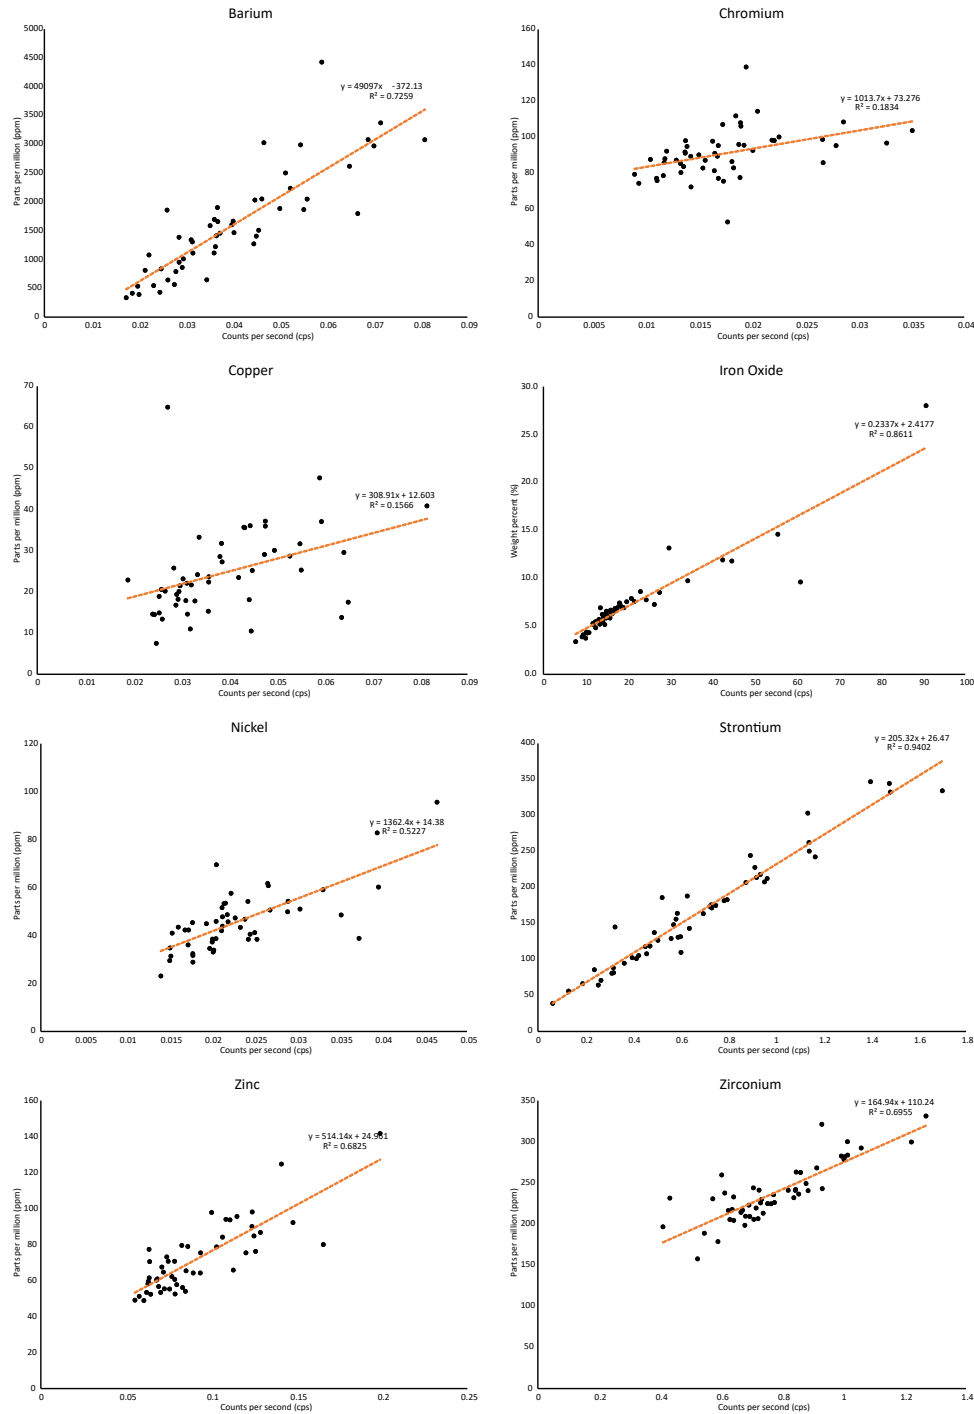 Barium
5000
4500
4000
3500
3000
2500
2000
1500
1000
500
0
Parts per million (ppm)
y = 49097x - 372.13
R² = 0.7259
0 0.01 0.02 0.03 0.04 0.05 0.06 0.07 0.08 0.09
Counts per second (cps)
Chromium
160
140
120
100
80
60
40
20
0
Parts per million (ppm)
y = 1013.7x + 73.276
R² = 0.1834
0 0.005 0.01 0.015 0.02 0.025 0.03 0.035 0.04
Counts per second (cps)
Copper
70
60
50
40
30
20
10
0
Parts per million (ppm)
y = 308.91x + 12.603
R² = 0.1566
0 0.01 0.02 0.03 0.04 0.05 0.06 0.07 0.08 0.09
Counts per second (cps)
Iron Oxide
30.0
25.0
20.0
15.0
10.0
5.0
0.0
Weight percent (%)
y = 0.2337x + 2.4177
R² = 0.8611
0 10 20 30 40 50 60 70 80 90 100
Counts per second (cps)
Nickel
120
100
80
60
40
20
0
Parts per million (ppm)
y = 1362.4x + 14.38
R² = 0.5227
0 0.005 0.01 0.015 0.02 0.025 0.03 0.035 0.04 0.045 0.05
Counts per second (cps)
Strontium
400
350
300
250
200
150
100
50
0
Parts per million (ppm)
y = 205.32x + 26.47
R² = 0.9402
0 0.2 0.4 0.6 0.8 1 1.2 1.4 1.6 1.8
Counts per second (cps)
Zinc
160
140
120
100
80
60
40
20
0
Parts per million (ppm)
y = 514.14x + 24.961
R² = 0.6825
0 0.05 0.1 0.15 0.2 0.25
Counts per second (cps)
Zirconium
350
300
250
200
150
100
50
0
Parts per million (ppm)
y = 164.94x + 110.24
R² = 0.6955
0 0.2 0.4 0.6 0.8 1 1.2 1.4
Counts per second (cps)